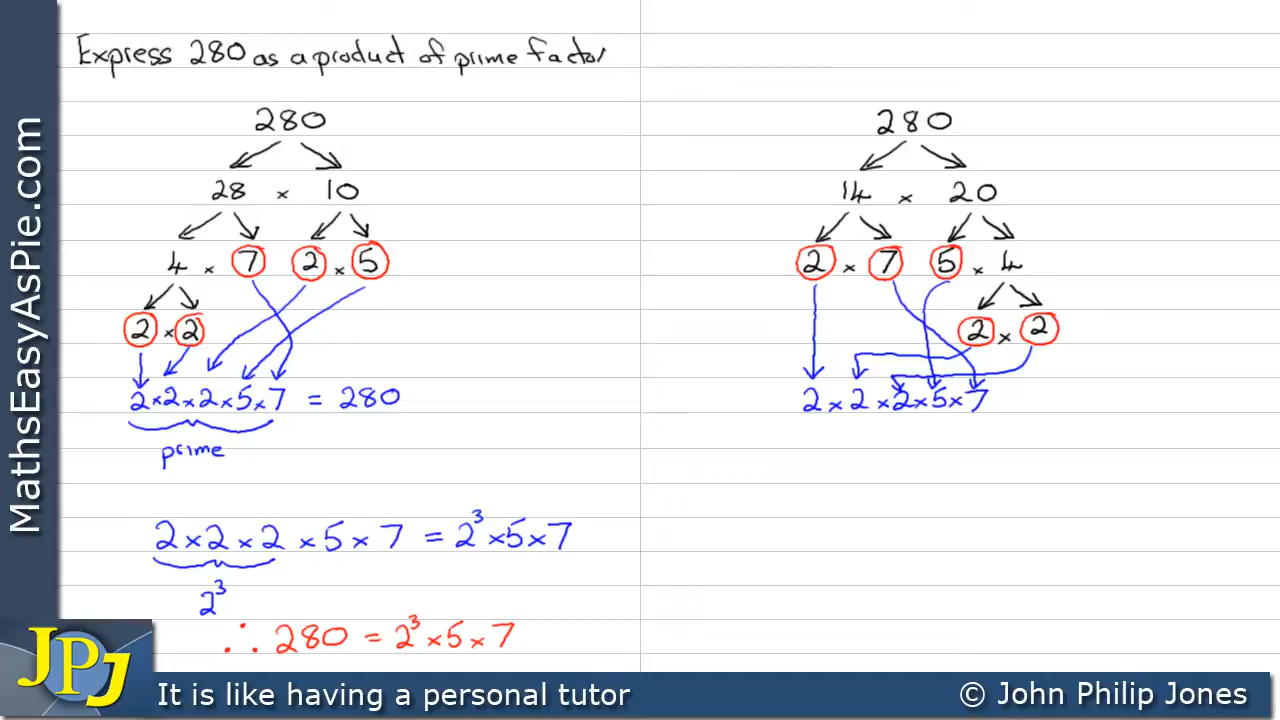 MathsEasyAsPie.com
Express 280 as a product of prime factor
280
28 × 10
4 × 7 2 × 5
2 × 2
2 × 2 × 2 × 5 × 7 = 280
prime
2 × 2 × 2 × 5 × 7 = 2³ × 5 × 7
2³
∴ 280 = 2³ × 5 × 7
280
14 × 20
2 × 7 5 × 4
2 × 2
2 × 2 × 2 × 5 × 7
JPJ
It is like having a personal tutor
© John Philip Jones